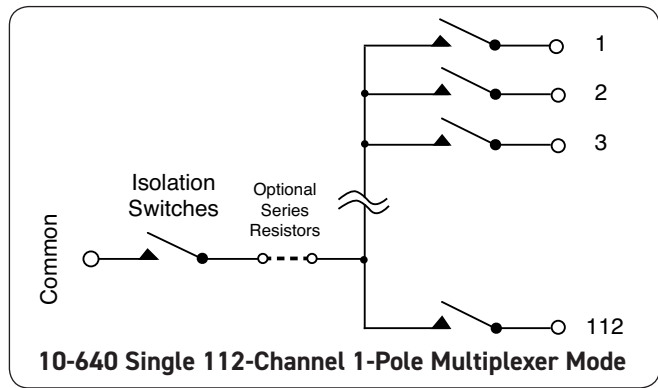 1
2
3
Isolation
Switches
Optional
Series
Resistors
Common
112
10-640 Single 112-Channel 1-Pole Multiplexer Mode